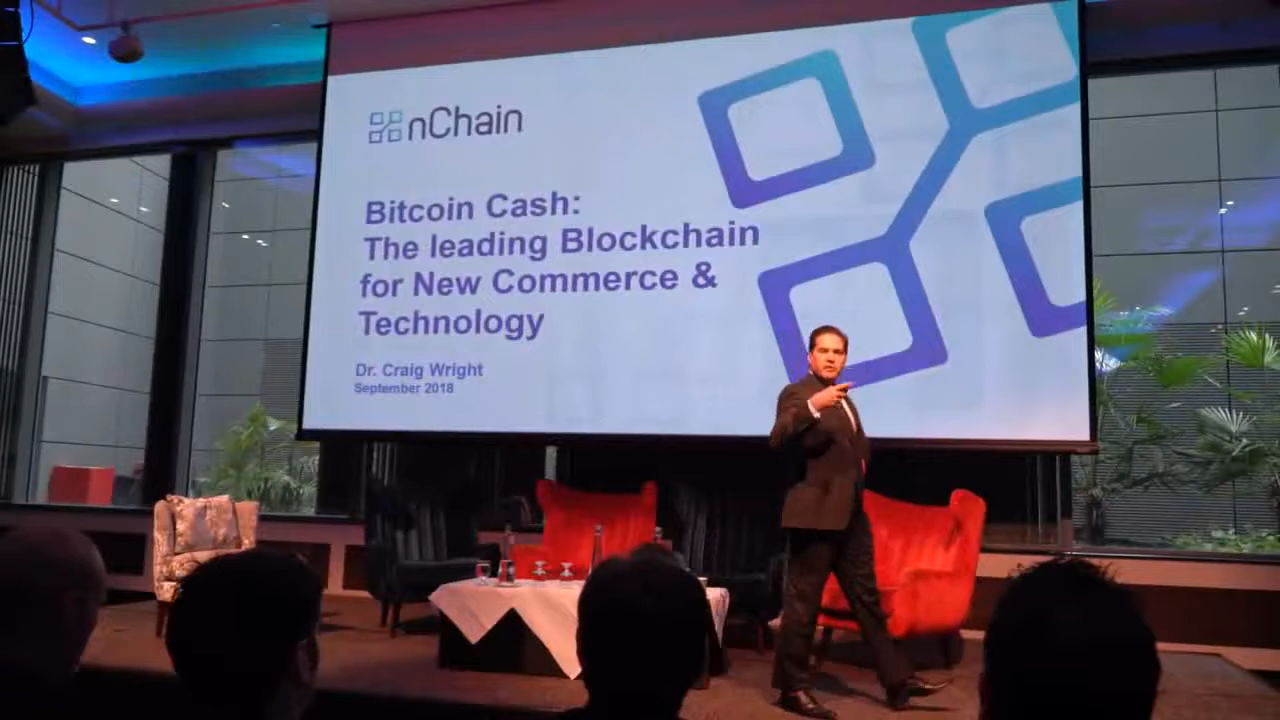 nChain
Bitcoin Cash:
The leading Blockchain
for New Commerce &
Technology
Dr. Craig Wright
September 2018